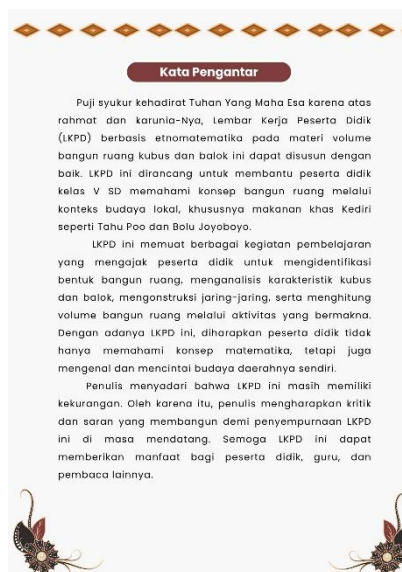 Kata Pengantar
Puji syukur kehadirat Tuhan Yang Maha Esa karena atas
rahmat dan karunia-Nya, Lembar Kerja Peserta Didik
(LKPD) berbasis etnomatematika pada materi volume
bangun ruang kubus dan balok ini dapat disusun dengan
baik. LKPD ini dirancang untuk membantu peserta didik
kelas V SD memahami konsep bangun ruang melalui
konteks budaya lokal, khususnya makanan khas Kediri
seperti Tahu Poo dan Bolu Joyoboyo.
LKPD ini memuat berbagai kegiatan pembelajaran
yang mengajak peserta didik untuk mengidentifikasi
bentuk bangun ruang, menganalisis karakteristik kubus
dan balok, mengonstruksi jaring-jaring, serta menghitung
volume bangun ruang melalui aktivitas yang bermakna.
Dengan adanya LKPD ini, diharapkan peserta didik tidak
hanya memahami konsep matematika, tetapi juga
mengenal dan mencintai budaya daerahnya sendiri.
Penulis menyadari bahwa LKPD ini masih memiliki
kekurangan. Oleh karena itu, penulis mengharapkan kritik
dan saran yang membangun demi penyempurnaan LKPD
ini di masa mendatang. Semoga LKPD ini dapat
memberikan manfaat bagi peserta didik, guru, dan
pembaca lainnya.